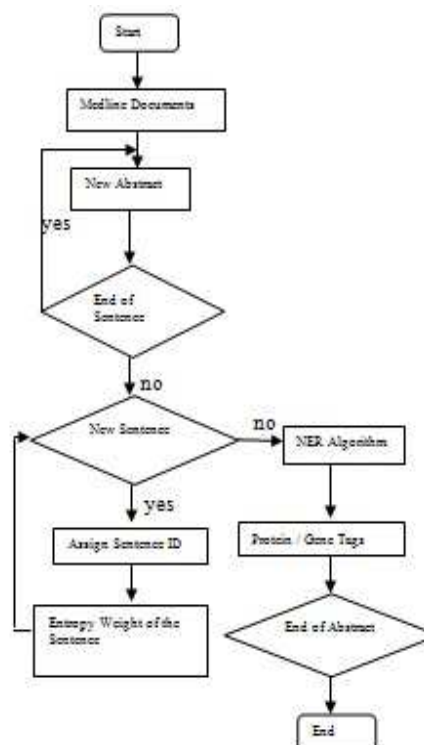 Start
Medline Documents
New Abstract
yes
End of
Sentence
no
New Sentence
no
NER Algorithm
yes
Assign Sentence ID
Protein / Gene Tags
Entropy Weight of the
Sentence
End of Abstract
End